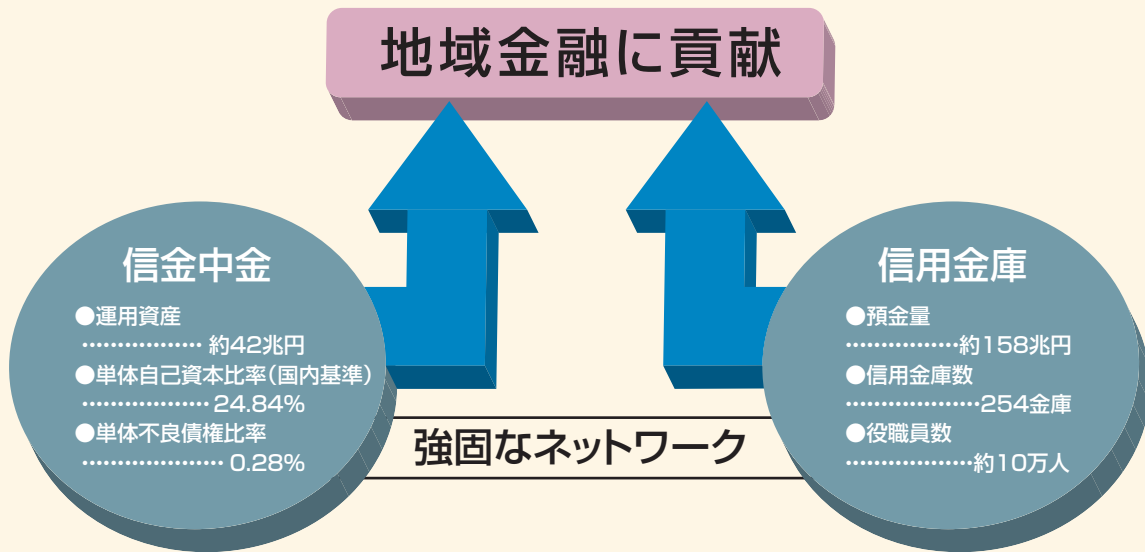 地域金融に貢献
信金中金
●運用資産
................. 約42兆円
●単体自己資本比率(国内基準)
.................. 24.84%
●単体不良債権比率
.................... 0.28%
強固なネットワーク
信用金庫
●預金量
................約158兆円
●信用金庫数
...................254金庫
●役職員数
..................約10万人